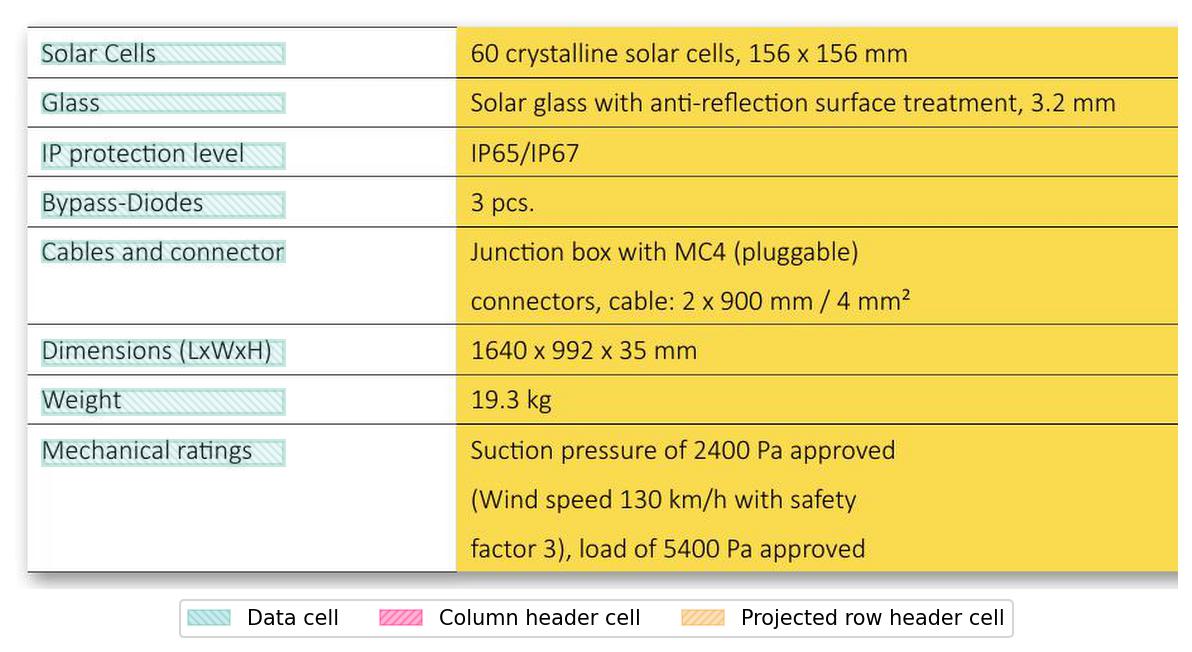 Solar Cells 60 crystalline solar cells, 156 x 156 mm
Glass Solar glass with anti-reflection surface treatment, 3.2 mm
IP protection level IP65/IP67
Bypass-Diodes 3 pcs.
Cables and connector Junction box with MC4 (pluggable)
connectors, cable: 2 x 900 mm / 4 mm²
Dimensions (LxWxH) 1640 x 992 x 35 mm
Weight 19.3 kg
Mechanical ratings Suction pressure of 2400 Pa approved
(Wind speed 130 km/h with safety
factor 3), load of 5400 Pa approved
Data cell Column header cell Projected row header cell